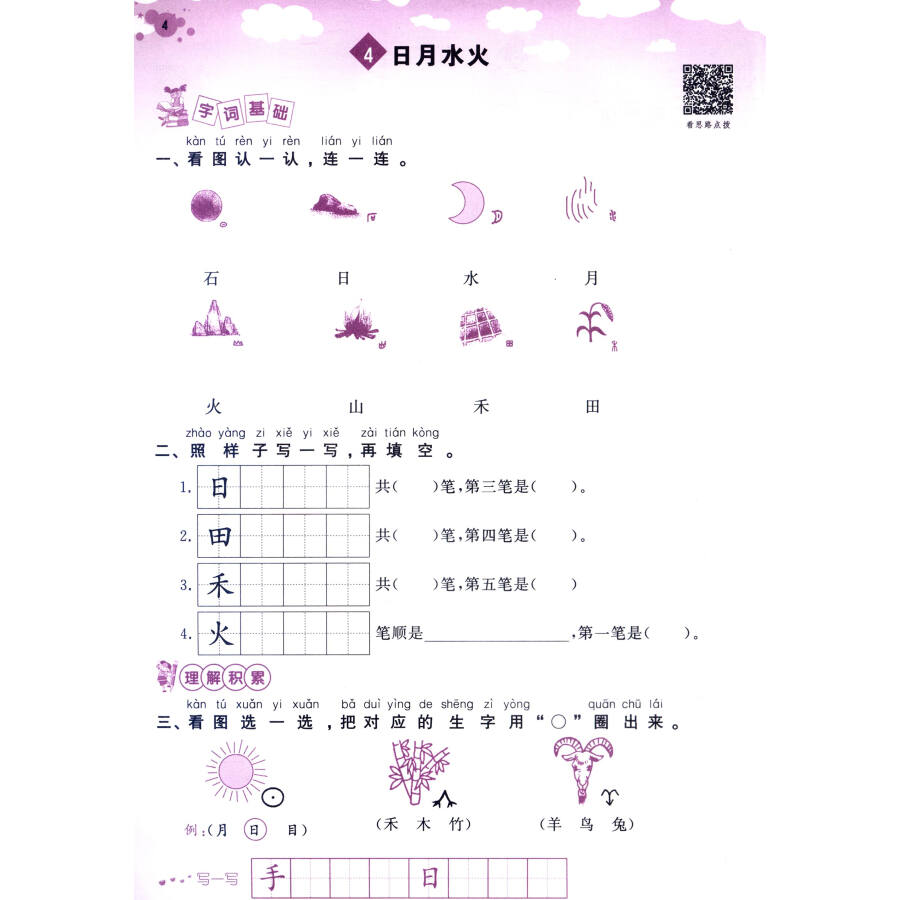 4
4 日月水火
看思路点拨
字词基础
kàn tú rèn yi rèn lián yi lián
一、看图认一认,连一连。
石 日 水 月
火 山 禾 田
zhào yàng zi xiě yi xiě zài tián kòng
二、照样子写一写,再填空。
1. 日 共( )笔,第三笔是( )。
2. 田 共( )笔,第四笔是( )。
3. 禾 共( )笔,第五笔是( )
4. 火 笔顺是____________,第一笔是( )。
理解积累
kàn tú xuǎn yi xuǎn bǎ duì yìng de shēng zì yòng quān chū lái
三、看图选一选,把对应的生字用“○”圈出来。
例:(月 日 目) (禾 木 竹) (羊 鸟 兔)
写一写 手 日